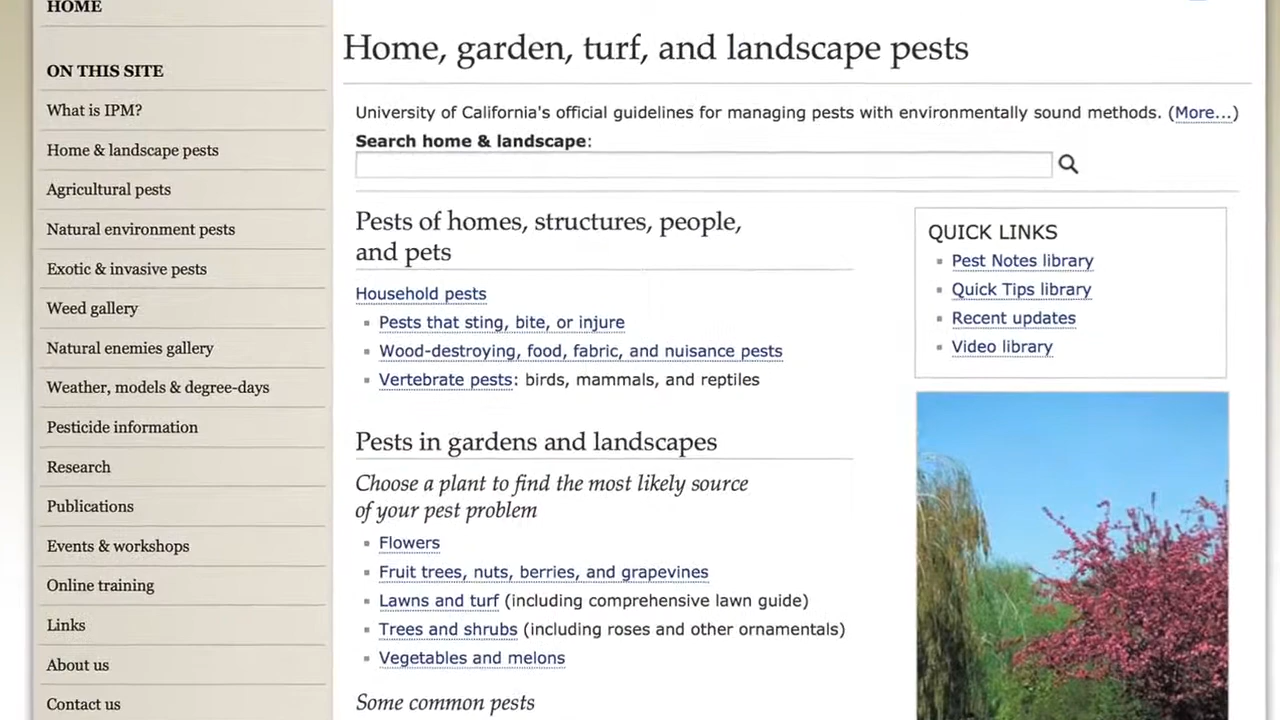 HOME
ON THIS SITE
What is IPM?
Home & landscape pests
Agricultural pests
Natural environment pests
Exotic & invasive pests
Weed gallery
Natural enemies gallery
Weather, models & degree-days
Pesticide information
Research
Publications
Events & workshops
Online training
Links
About us
Contact us
Home, garden, turf, and landscape pests
University of California's official guidelines for managing pests with environmentally sound methods. (More...)
Search home & landscape:
Pests of homes, structures, people,
and pets
Household pests
Pests that sting, bite, or injure
Wood-destroying, food, fabric, and nuisance pests
Vertebrate pests: birds, mammals, and reptiles
Pests in gardens and landscapes
Choose a plant to find the most likely source
of your pest problem
Flowers
Fruit trees, nuts, berries, and grapevines
Lawns and turf (including comprehensive lawn guide)
Trees and shrubs (including roses and other ornamentals)
Vegetables and melons
Some common pests
QUICK LINKS
Pest Notes library
Quick Tips library
Recent updates
Video library